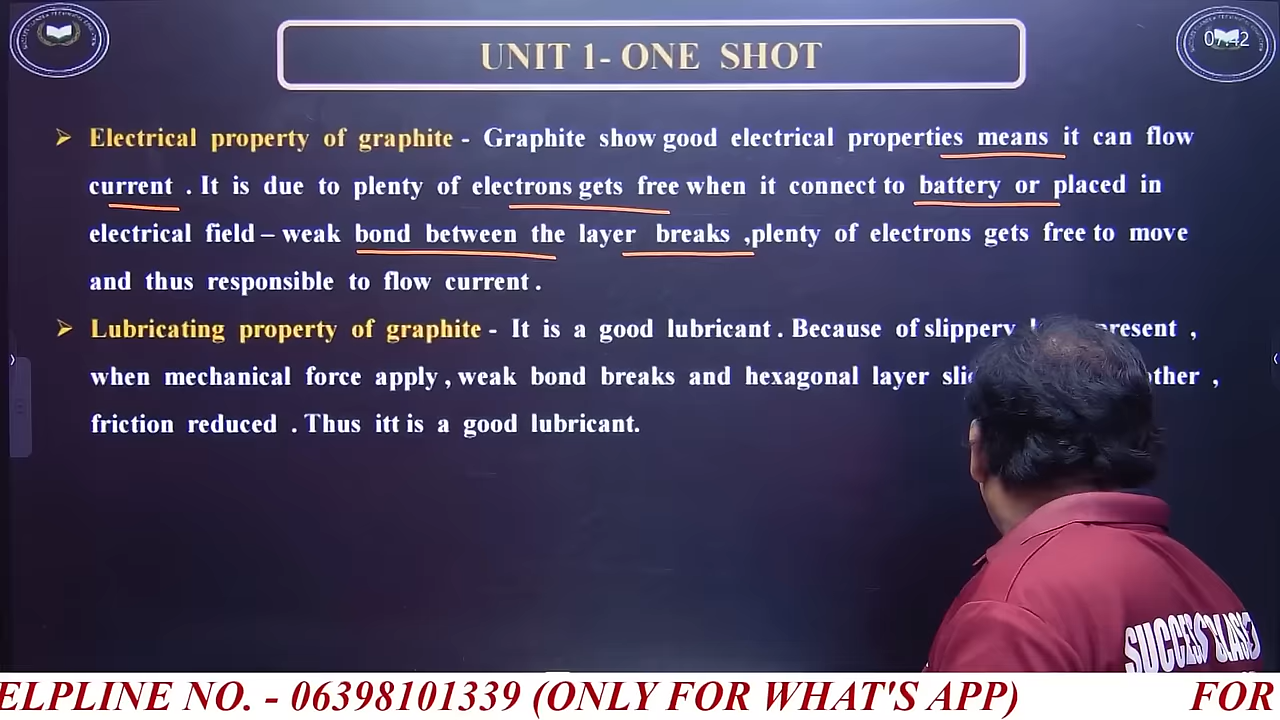 UNIT 1- ONE SHOT
07:42
➢ Electrical property of graphite - Graphite show good electrical properties means it can flow
current . It is due to plenty of electrons gets free when it connect to battery or placed in
electrical field – weak bond between the layer breaks ,plenty of electrons gets free to move
and thus responsible to flow current .
➢ Lubricating property of graphite - It is a good lubricant . Because of slippery present ,
when mechanical force apply , weak bond breaks and hexagonal layer other ,
friction reduced . Thus itt is a good lubricant.
SUCCESS
ELPLINE NO. - 06398101339 (ONLY FOR WHAT'S APP) FOR